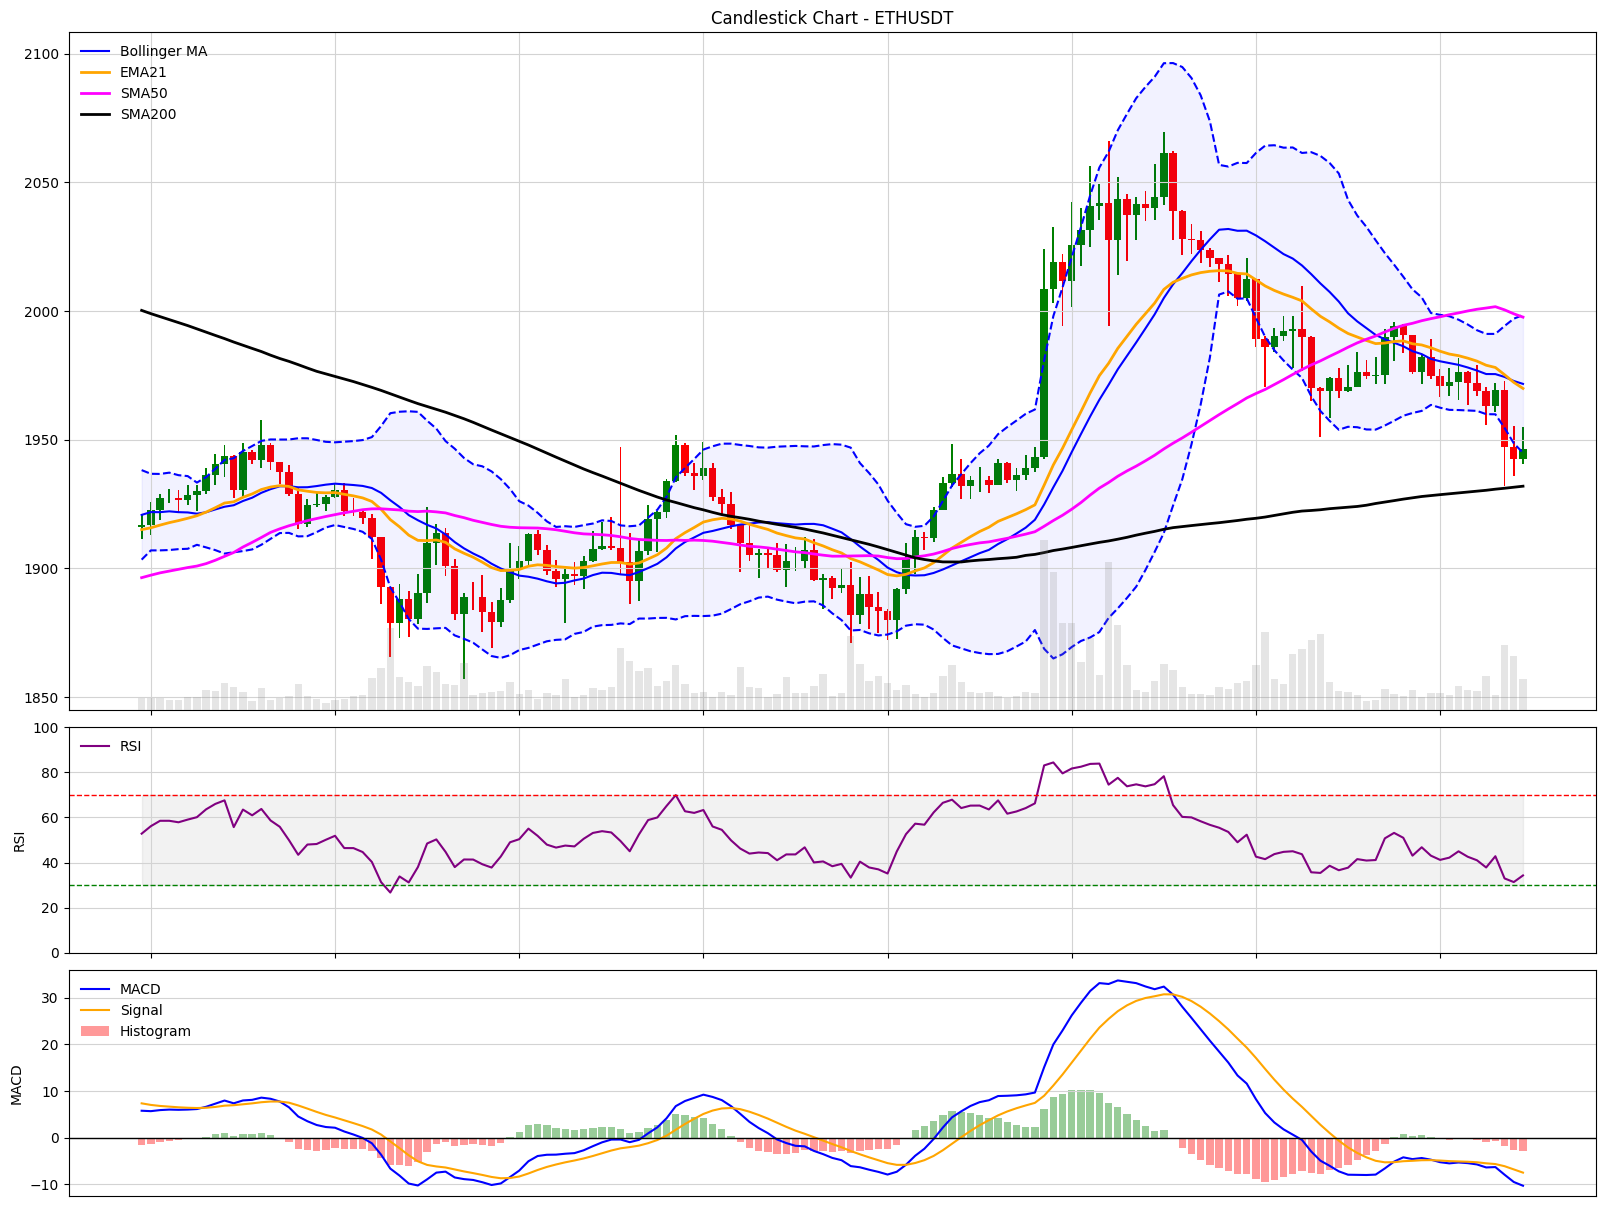 Candlestick Chart - ETHUSDT
Bollinger MA
EMA21
SMA50
SMA200
2100
2050
2000
1950
1900
1850
RSI
RSI
100
80
60
40
20
0
MACD
Signal
Histogram
MACD
30
20
10
0
−10